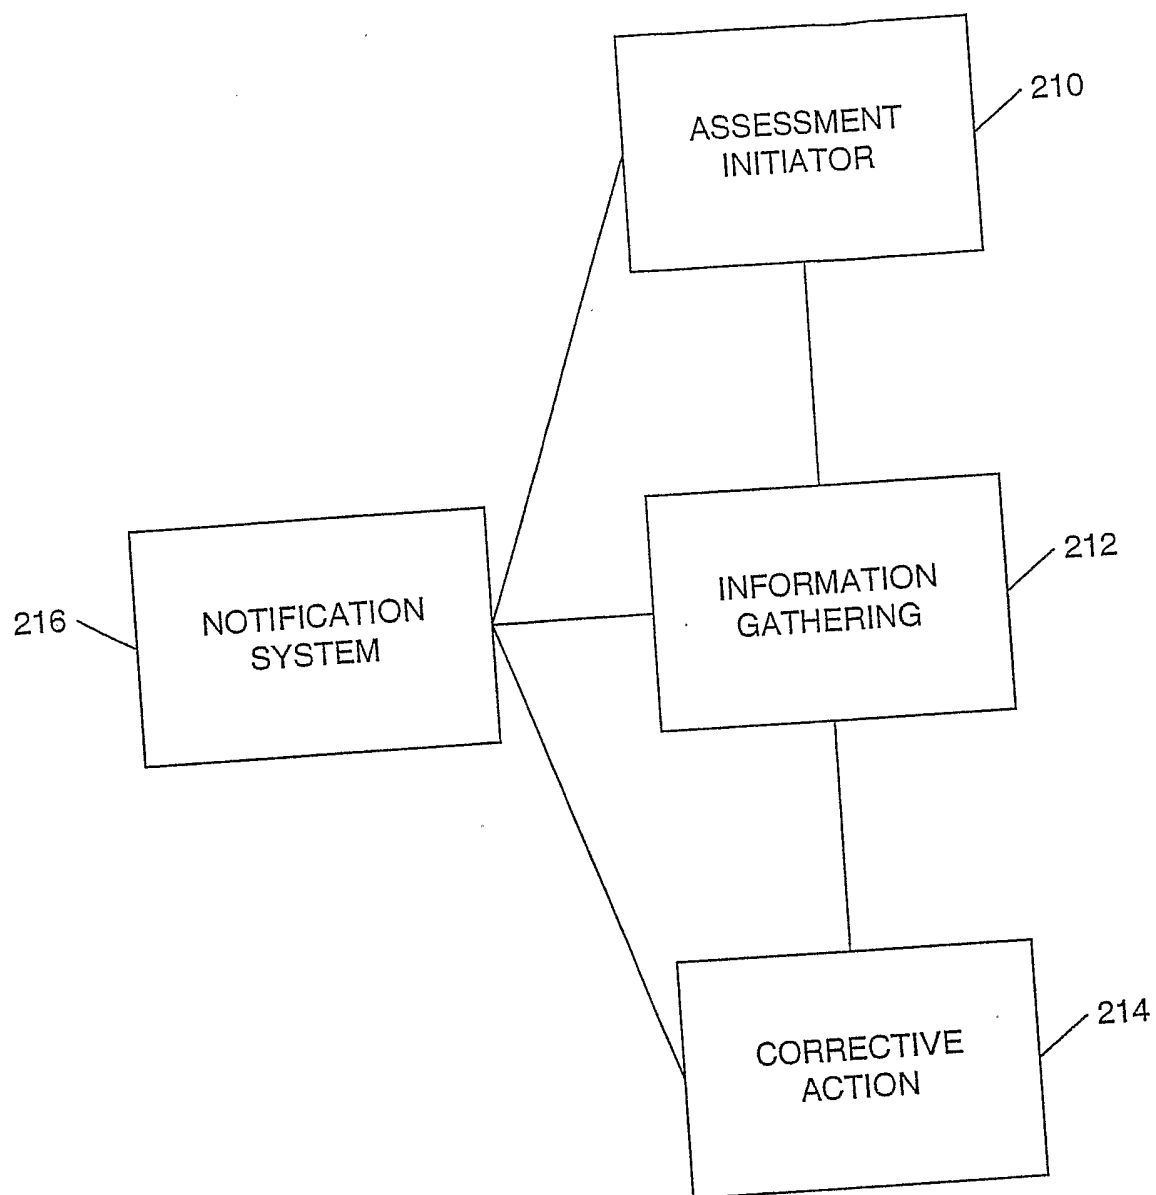 210
ASSESSMENT
INITIATOR
212
INFORMATION
GATHERING
216
NOTIFICATION
SYSTEM
214
CORRECTIVE
ACTION